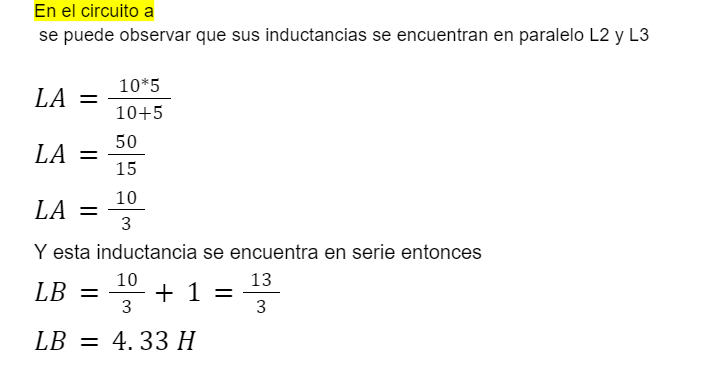 En el circuito a
se puede observar que sus inductancias se encuentran en paralelo L2 y L3
LA = \frac{10*5}{10+5}
LA = \frac{50}{15}
LA = \frac{10}{3}
Y esta inductancia se encuentra en serie entonces
LB = \frac{10}{3} + 1 = \frac{13}{3}
LB = 4.33 H